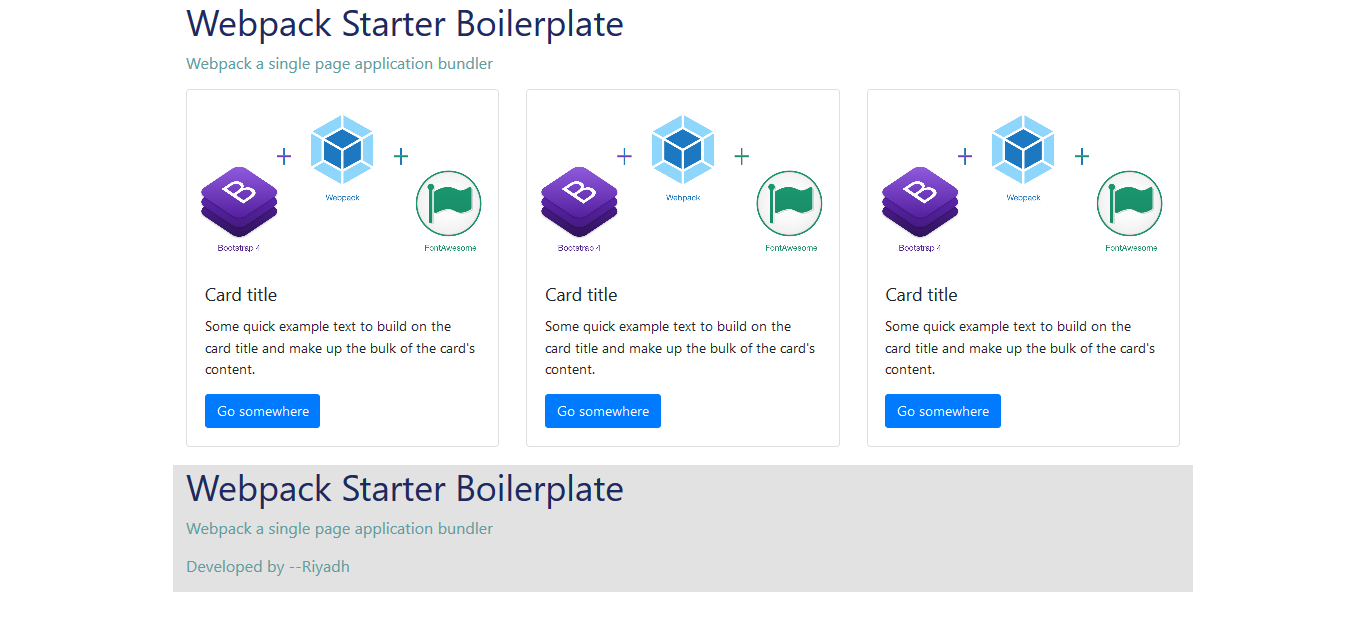 Webpack Starter Boilerplate
Webpack a single page application bundler
+ +
Webpack
Bootstrap 4
FontAwesome
Card title
Some quick example text to build on the
card title and make up the bulk of the card's
content.
Go somewhere
+ +
Webpack
Bootstrap 4
FontAwesome
Card title
Some quick example text to build on the
card title and make up the bulk of the card's
content.
Go somewhere
+ +
Webpack
Bootstrap 4
FontAwesome
Card title
Some quick example text to build on the
card title and make up the bulk of the card's
content.
Go somewhere
Webpack Starter Boilerplate
Webpack a single page application bundler
Developed by --Riyadh